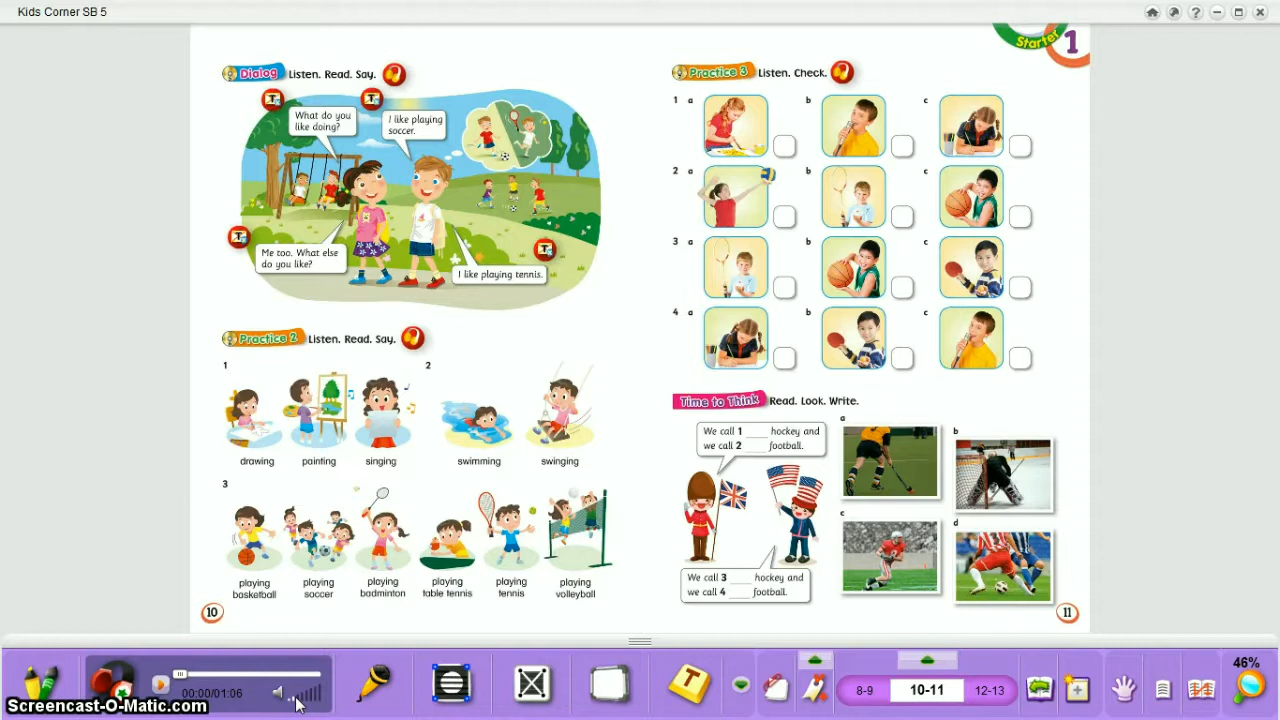 Kids Corner SB 5
?
Starter 1
Dialog Listen. Read. Say.
T
T
What do you
like doing?
I like playing
soccer.
T
T
Me too. What else
do you like?
I like playing tennis.
Practice 2 Listen. Read. Say.
1
2
drawing
painting
singing
swimming
swinging
3
playing
basketball
playing
soccer
playing
badminton
playing
table tennis
playing
tennis
playing
volleyball
10
Practice 3 Listen. Check.
1 a b c
2 a b c
3 a b c
4 a b c
Time to Think Read. Look. Write.
We call 1 ___ hockey and
we call 2 ___ football.
We call 3 ___ hockey and
we call 4 ___ football.
a
b
c
d
11
00:00/01:06
T
8-9
10-11
12-13
46%
Screencast-O-Matic.com